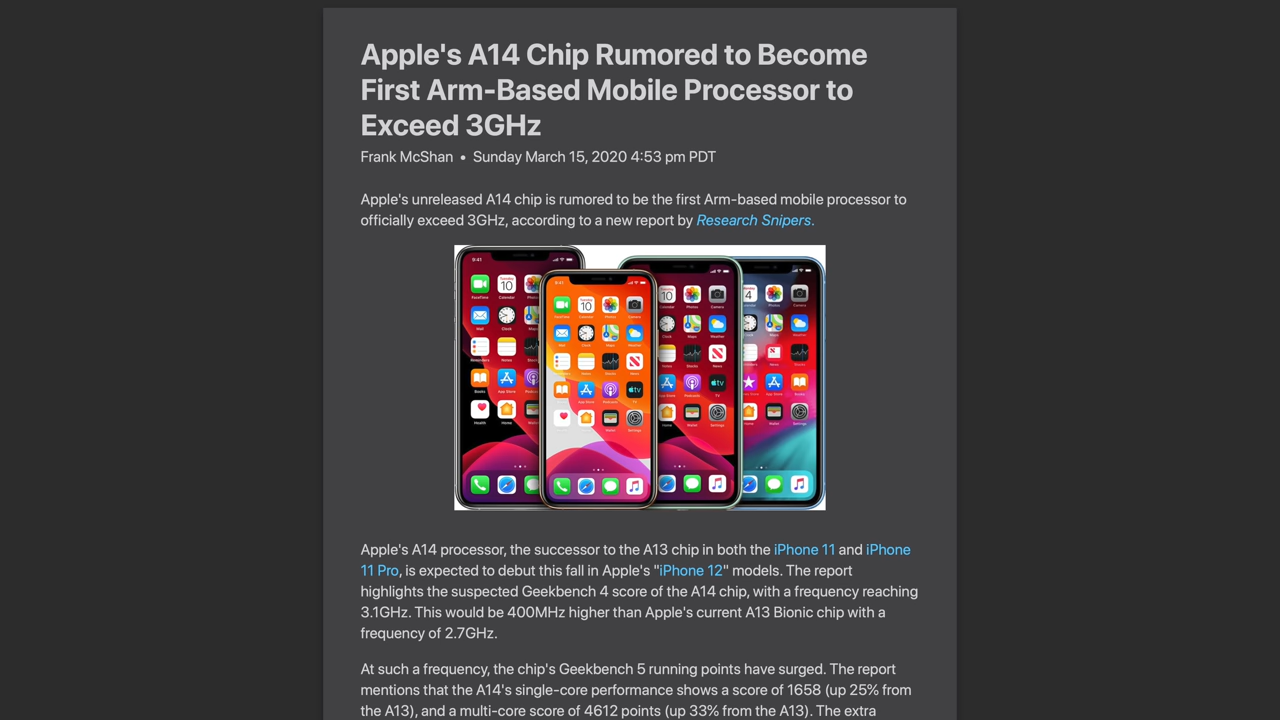 Apple's A14 Chip Rumored to Become
First Arm-Based Mobile Processor to
Exceed 3GHz
Frank McShan • Sunday March 15, 2020 4:53 pm PDT
Apple's unreleased A14 chip is rumored to be the first Arm-based mobile processor to
officially exceed 3GHz, according to a new report by Research Snipers.
Apple's A14 processor, the successor to the A13 chip in both the iPhone 11 and iPhone
11 Pro, is expected to debut this fall in Apple's "iPhone 12" models. The report
highlights the suspected Geekbench 4 score of the A14 chip, with a frequency reaching
3.1GHz. This would be 400MHz higher than Apple's current A13 Bionic chip with a
frequency of 2.7GHz.
At such a frequency, the chip's Geekbench 5 running points have surged. The report
mentions that the A14's single-core performance shows a score of 1658 (up 25% from
the A13), and a multi-core score of 4612 points (up 33% from the A13). The extra